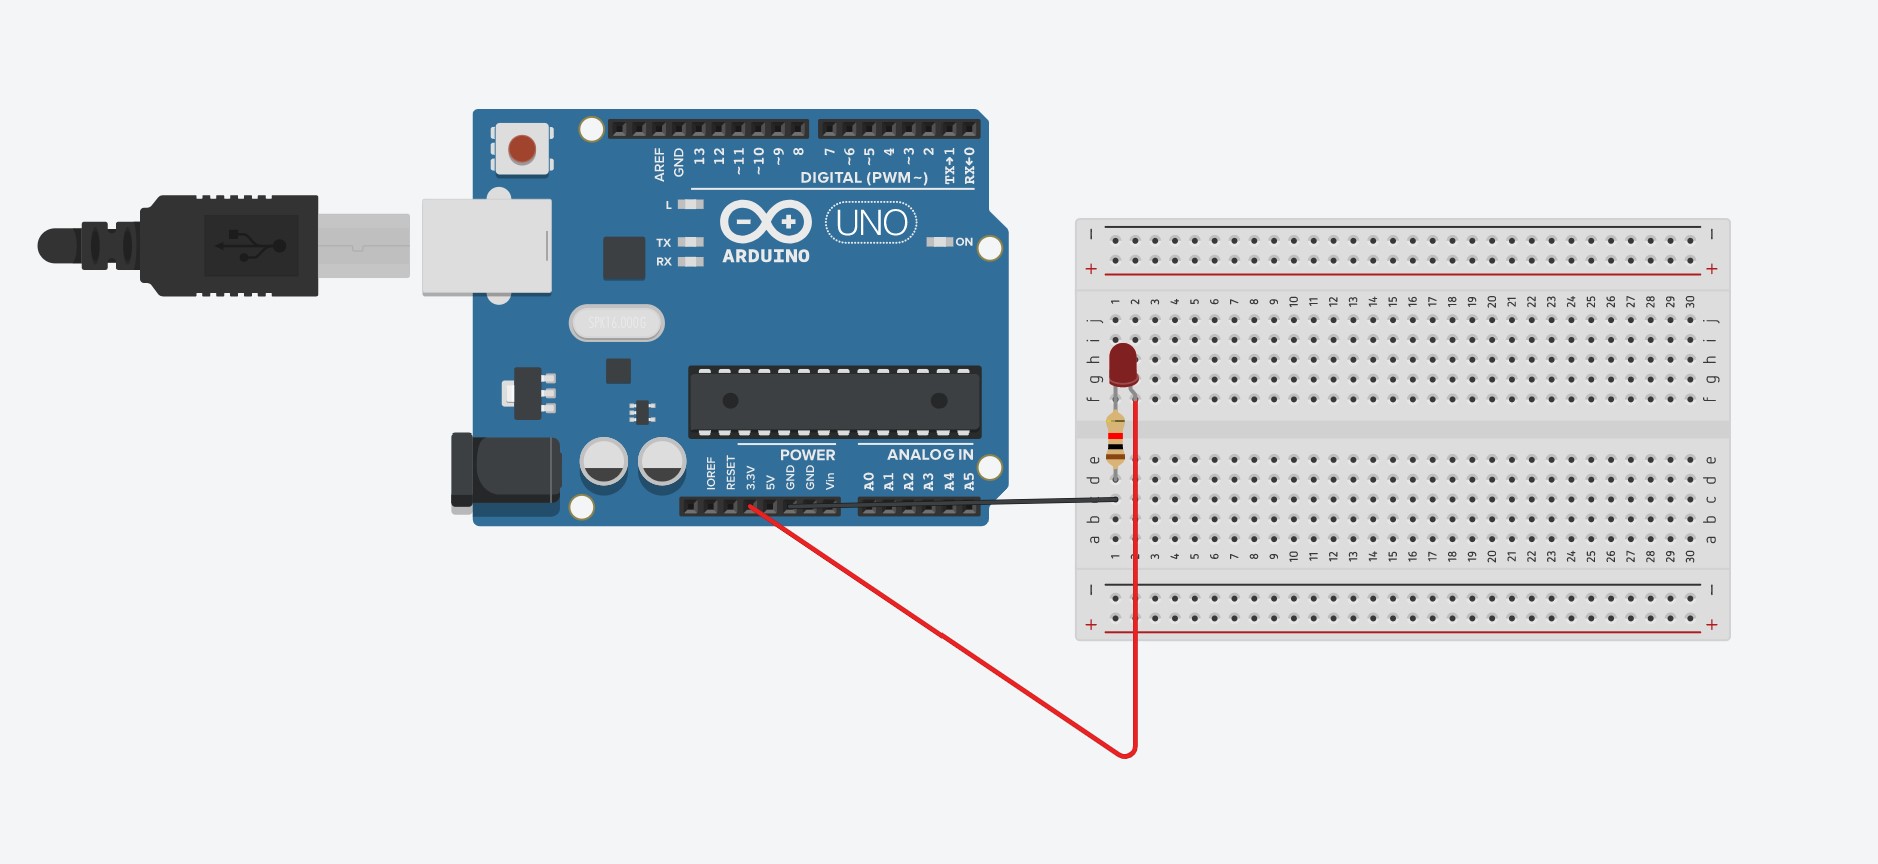 AREF
GND
13
12
~11
~10
~9
8
7
~6
~5
4
~3
2
TX→1
RX←0
DIGITAL (PWM~)
L
TX
RX
UNO
ON
ARDUINO
SPK16.000G
POWER
ANALOG IN
IOREF
RESET
3.3V
5V
GND
GND
Vin
A0
A1
A2
A3
A4
A5
− −
+ +
1 2 3 4 5 6 7 8 9 10 11 12 13 14 15 16 17 18 19 20 21 22 23 24 25 26 27 28 29 30
j j
i i
h h
g g
f f
e e
d d
c c
b b
a a
1 2 3 4 5 6 7 8 9 10 11 12 13 14 15 16 17 18 19 20 21 22 23 24 25 26 27 28 29 30
− −
+ +